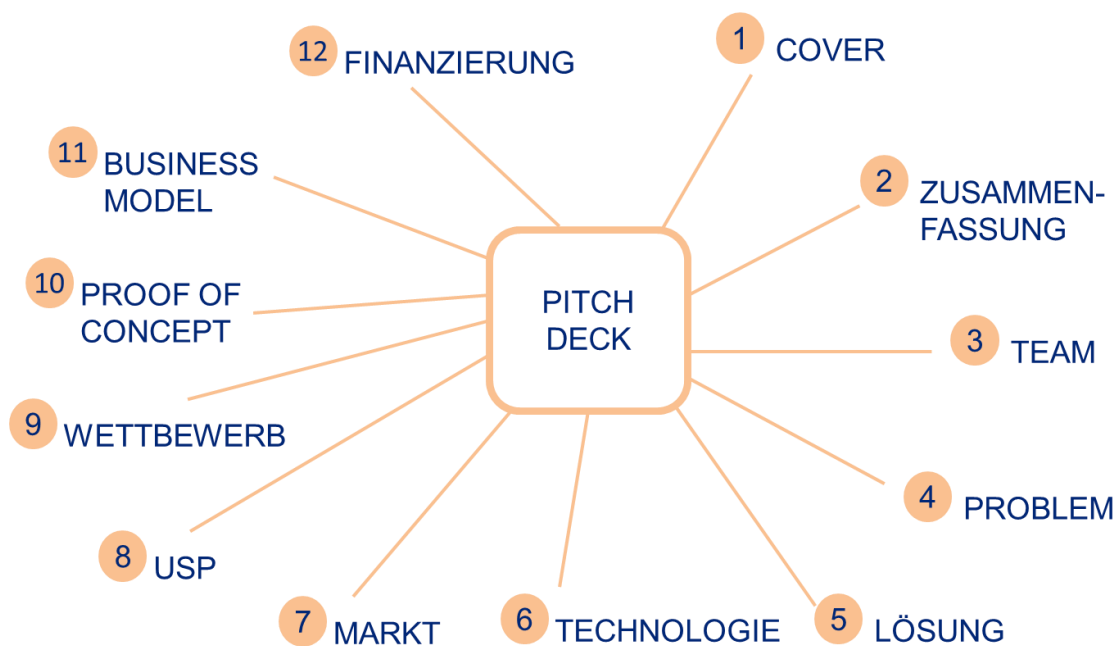 PITCH
DECK
1 COVER
2 ZUSAMMEN-
FASSUNG
3 TEAM
4 PROBLEM
5 LÖSUNG
6 TECHNOLOGIE
7 MARKT
8 USP
9 WETTBEWERB
10 PROOF OF
CONCEPT
11 BUSINESS
MODEL
12 FINANZIERUNG